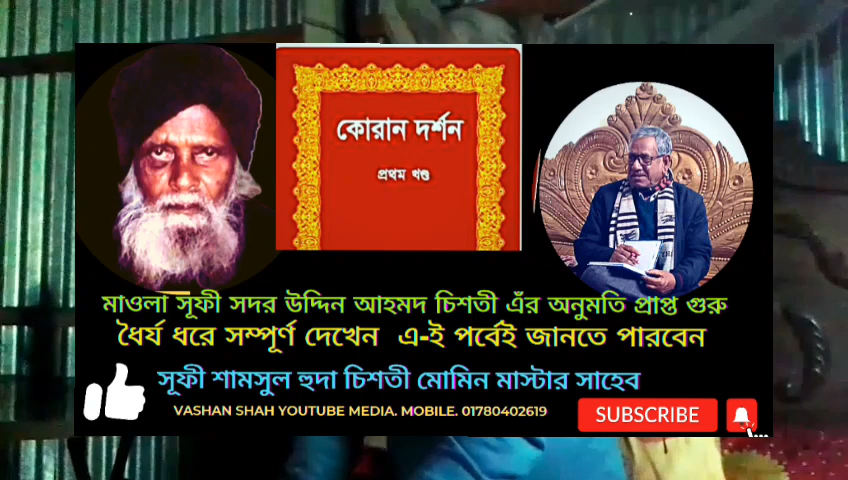 কোরান দর্শন
প্রথম খণ্ড
মাওলা সূফী সদর উদ্দিন আহমদ চিশতী এঁর অনুমতি প্রাপ্ত গুরু
ধৈর্য ধরে সম্পূর্ণ দেখেন এ-ই পর্বেই জানতে পারবেন
সূফী শামসুল হুদা চিশতী মোমিন মাস্টার সাহেব
VASHAN SHAH YOUTUBE MEDIA. MOBILE. 01780402619
SUBSCRIBE